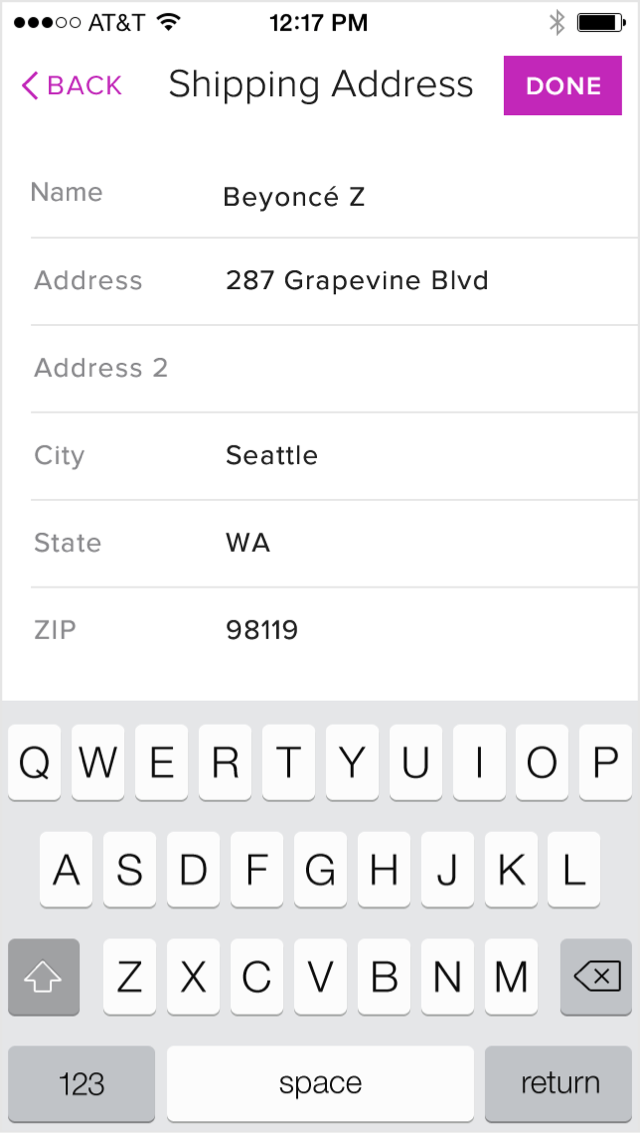 ●●●○○ AT&T 12:17 PM
BACK Shipping Address DONE
Name Beyoncé Z
Address 287 Grapevine Blvd
Address 2
City Seattle
State WA
ZIP 98119
Q W E R T Y U I O P
A S D F G H J K L
Z X C V B N M
123 space return